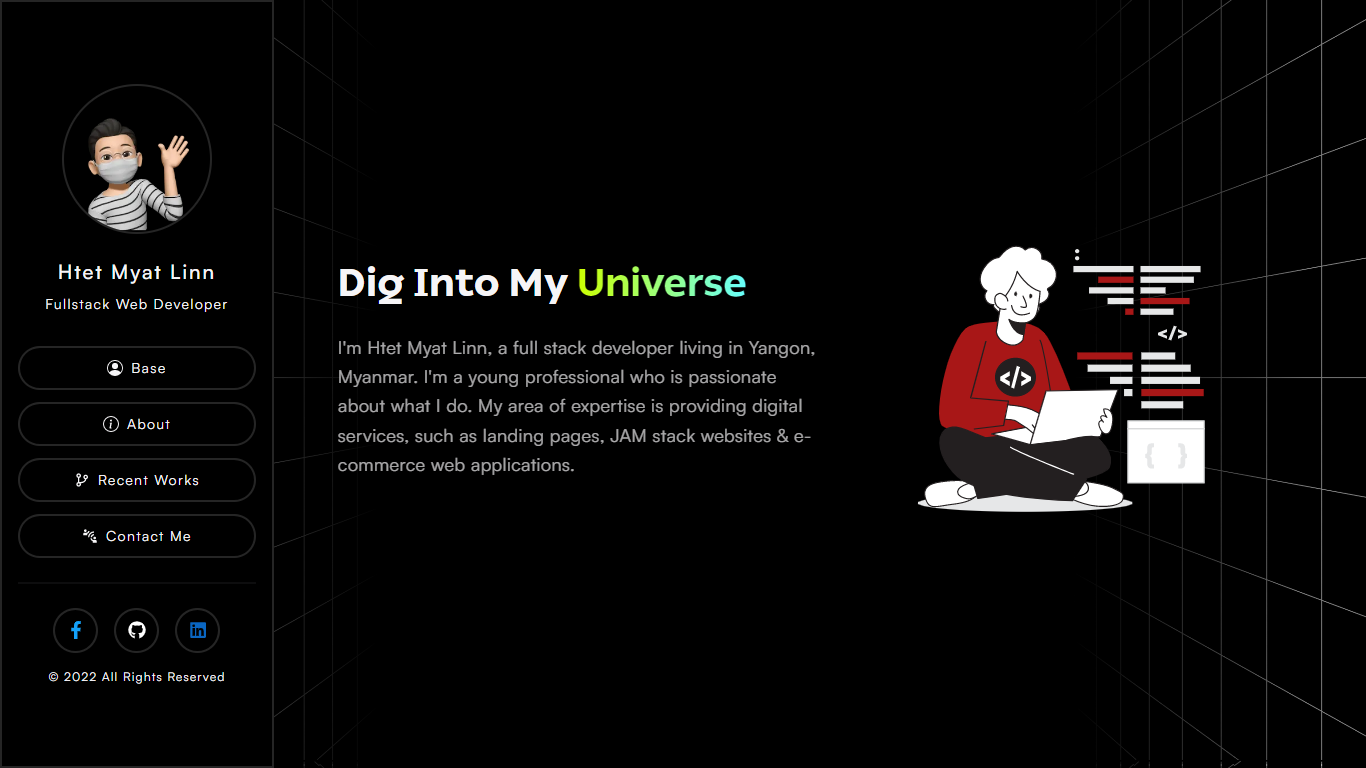 Htet Myat Linn
Fullstack Web Developer
Base
About
Recent Works
Contact Me
© 2022 All Rights Reserved
Dig Into My Universe
I'm Htet Myat Linn, a full stack developer living in Yangon,
Myanmar. I'm a young professional who is passionate
about what I do. My area of expertise is providing digital
services, such as landing pages, JAM stack websites & e-
commerce web applications.
</>
</>
{ }